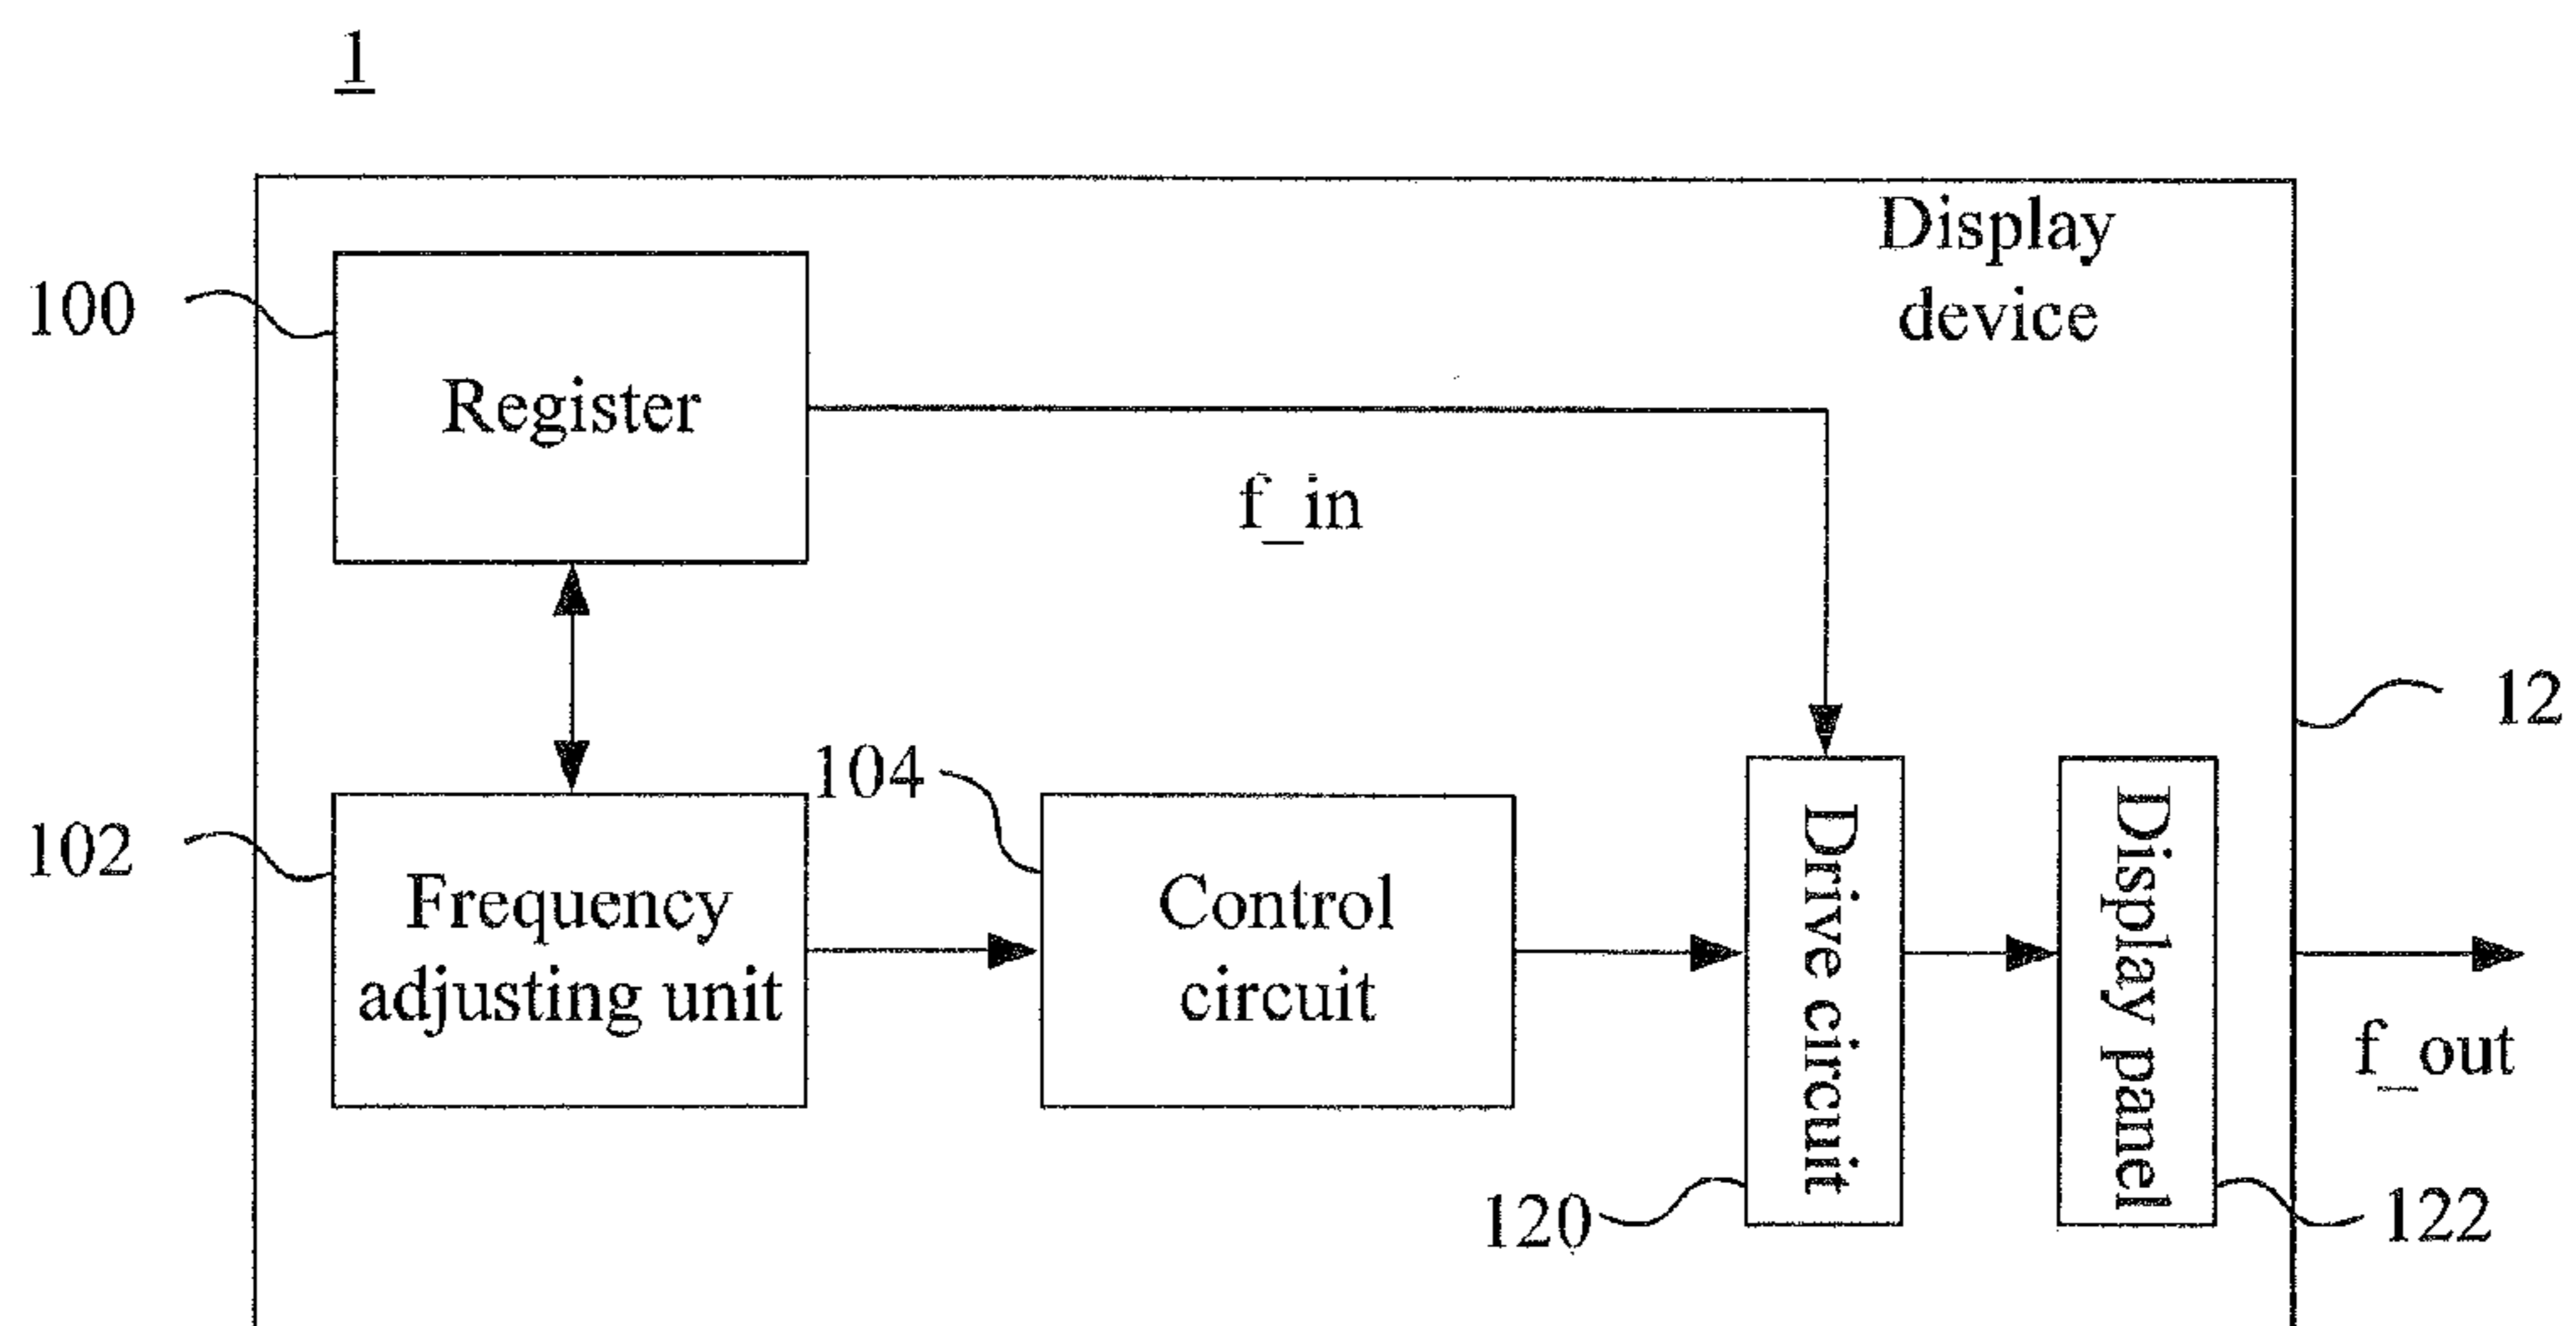 1
Display
device
100
Register
f_in
12
104
102
Frequency
adjusting unit
Control
circuit
Drive circuit
Display panel
f_out
120
122